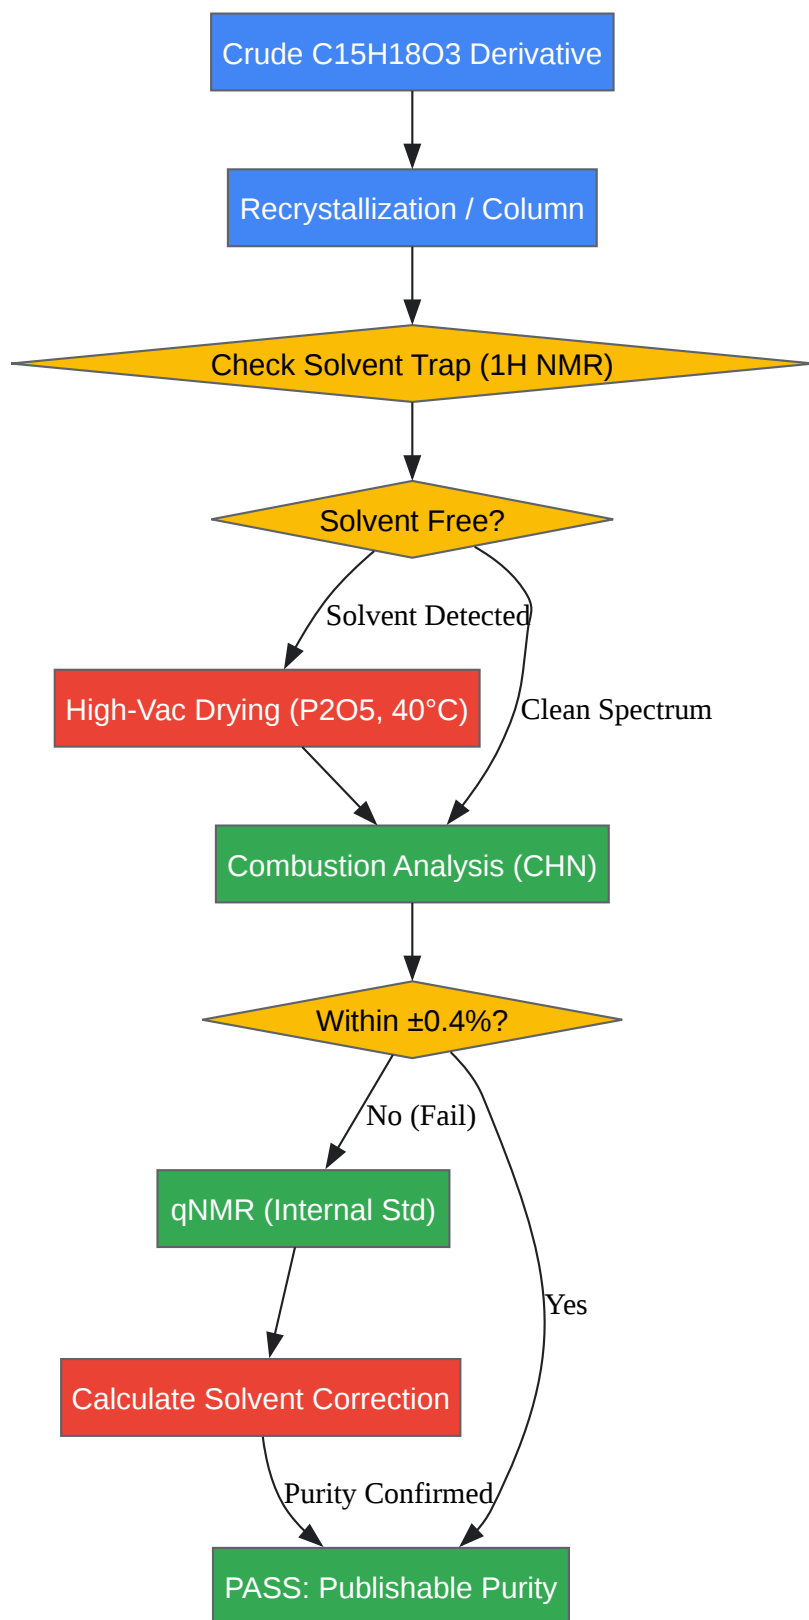 Crude C15H18O3 Derivative
Recrystallization / Column
Check Solvent Trap (1H NMR)
Solvent Free?
Solvent Detected
High-Vac Drying (P2O5, 40°C)
Clean Spectrum
Combustion Analysis (CHN)
Within ±0.4%?
No (Fail)
qNMR (Internal Std)
Yes
Calculate Solvent Correction
Purity Confirmed
PASS: Publishable Purity